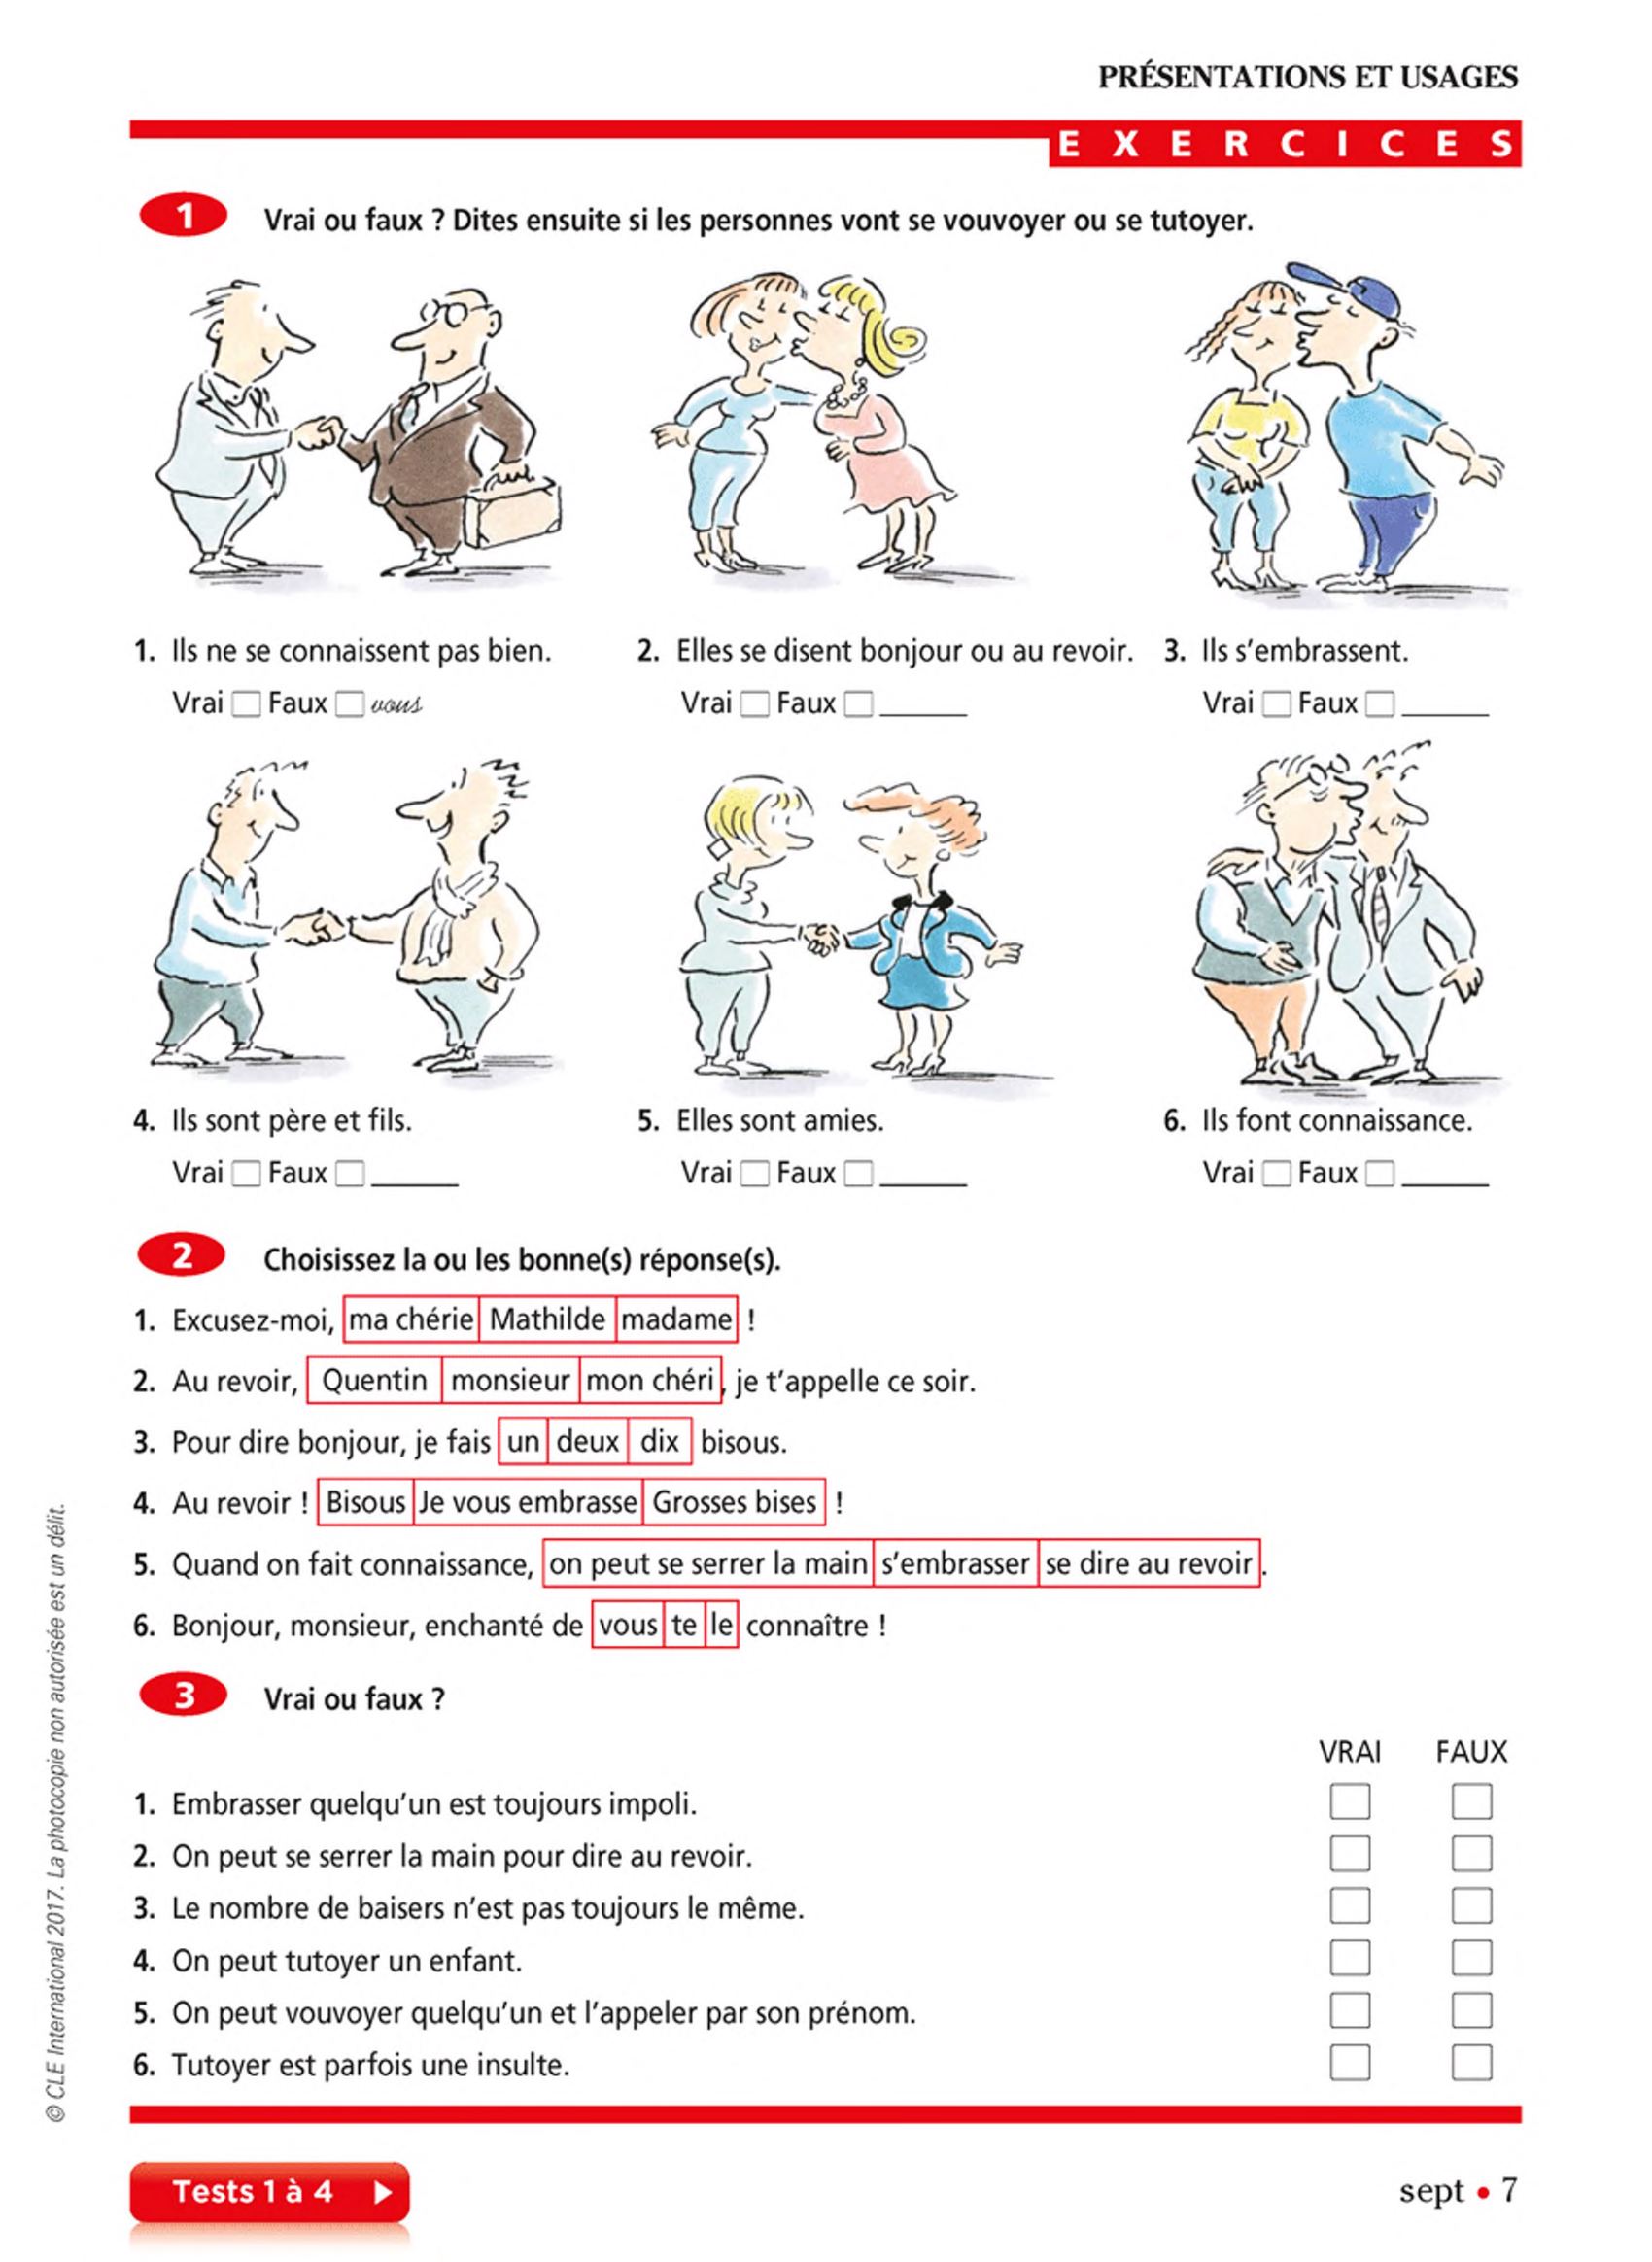 PRÉSENTATIONS ET USAGES
EXERCICES
1 Vrai ou faux ? Dites ensuite si les personnes vont se vouvoyer ou se tutoyer.
1. Ils ne se connaissent pas bien. 2. Elles se disent bonjour ou au revoir. 3. Ils s'embrassent.
Vrai Faux vous Vrai Faux Vrai Faux
4. Ils sont père et fils. 5. Elles sont amies. 6. Ils font connaissance.
Vrai Faux Vrai Faux Vrai Faux
2 Choisissez la ou les bonne(s) réponse(s).
1. Excusez-moi, ma chérie Mathilde madame !
2. Au revoir, Quentin monsieur mon chéri, je t'appelle ce soir.
3. Pour dire bonjour, je fais un deux dix bisous.
4. Au revoir ! Bisous Je vous embrasse Grosses bises !
5. Quand on fait connaissance, on peut se serrer la main s'embrasser se dire au revoir.
6. Bonjour, monsieur, enchanté de vous te le connaître !
3 Vrai ou faux ?
VRAI FAUX
1. Embrasser quelqu'un est toujours impoli.
2. On peut se serrer la main pour dire au revoir.
3. Le nombre de baisers n'est pas toujours le même.
4. On peut tutoyer un enfant.
5. On peut vouvoyer quelqu'un et l'appeler par son prénom.
6. Tutoyer est parfois une insulte.
© CLE International 2017. La photocopie non autorisée est un délit.
Tests 1 à 4
sept • 7